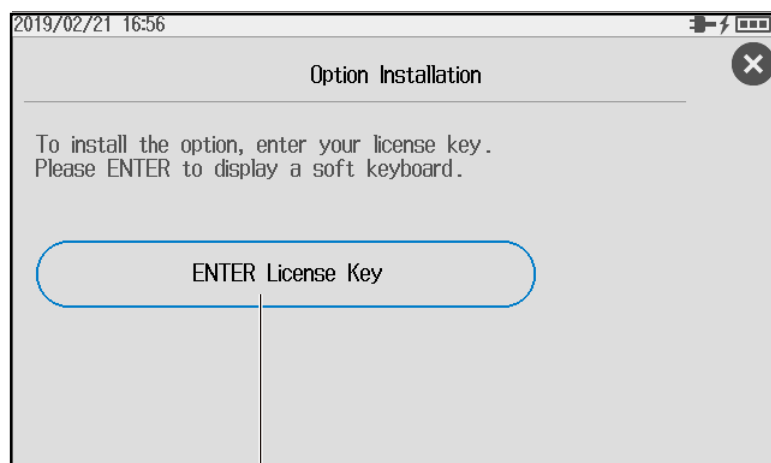 2019/02/21 16:56
Option Installation
To install the option, enter your license key.
Please ENTER to display a soft keyboard.
ENTER License Key